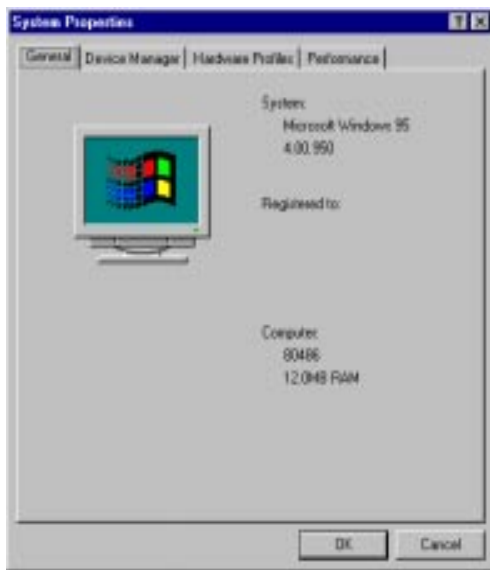 System Properties
General Device Manager Hardware Profiles Performance
System:
Microsoft Windows 95
4.00.950
Registered to:
Computer:
80486
12.0MB RAM
OK Cancel